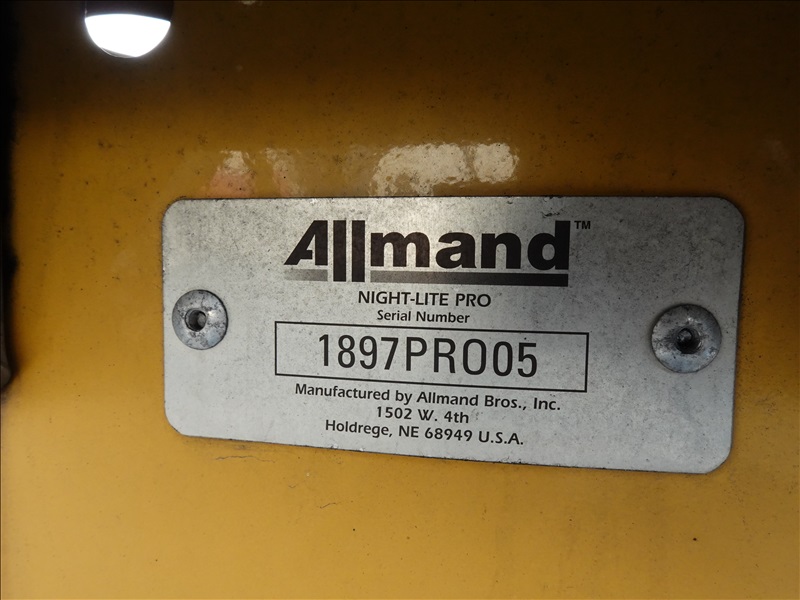 Allmand™
NIGHT-LITE PRO
Serial Number
1897PRO05
Manufactured by Allmand Bros., Inc.
1502 W. 4th
Holdrege, NE 68949 U.S.A.